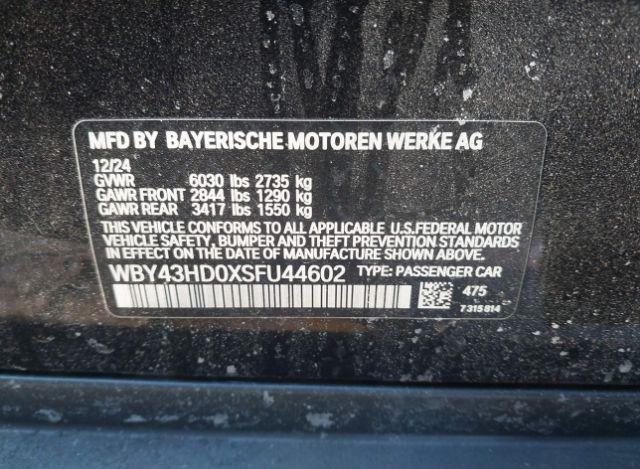 MFD BY BAYERISCHE MOTOREN WERKE AG
12/24
GVWR 6030 lbs 2735 kg
GAWR FRONT 2844 lbs 1290 kg
GAWR REAR 3417 lbs 1550 kg
THIS VEHICLE CONFORMS TO ALL APPLICABLE U.S.FEDERAL MOTOR
VEHICLE SAFETY, BUMPER AND THEFT PREVENTION STANDARDS
IN EFFECT ON THE DATE OF MANUFACTURE SHOWN ABOVE.
WBY43HD0XSFU44602 TYPE: PASSENGER CAR
475
7315814